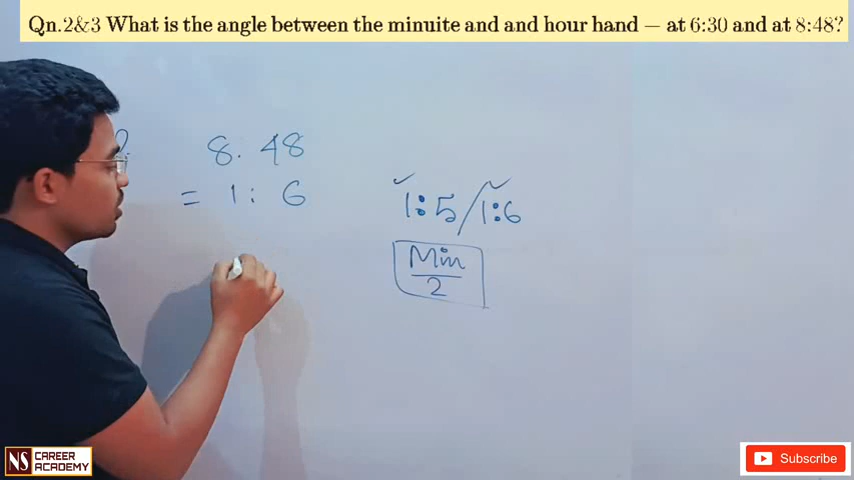 Qn.2&3 What is the angle between the minuite and and hour hand – at 6:30 and at 8:48?
8. 48
= 1: 6
1:5/1:6
Min
2
NS CAREER ACADEMY
Subscribe